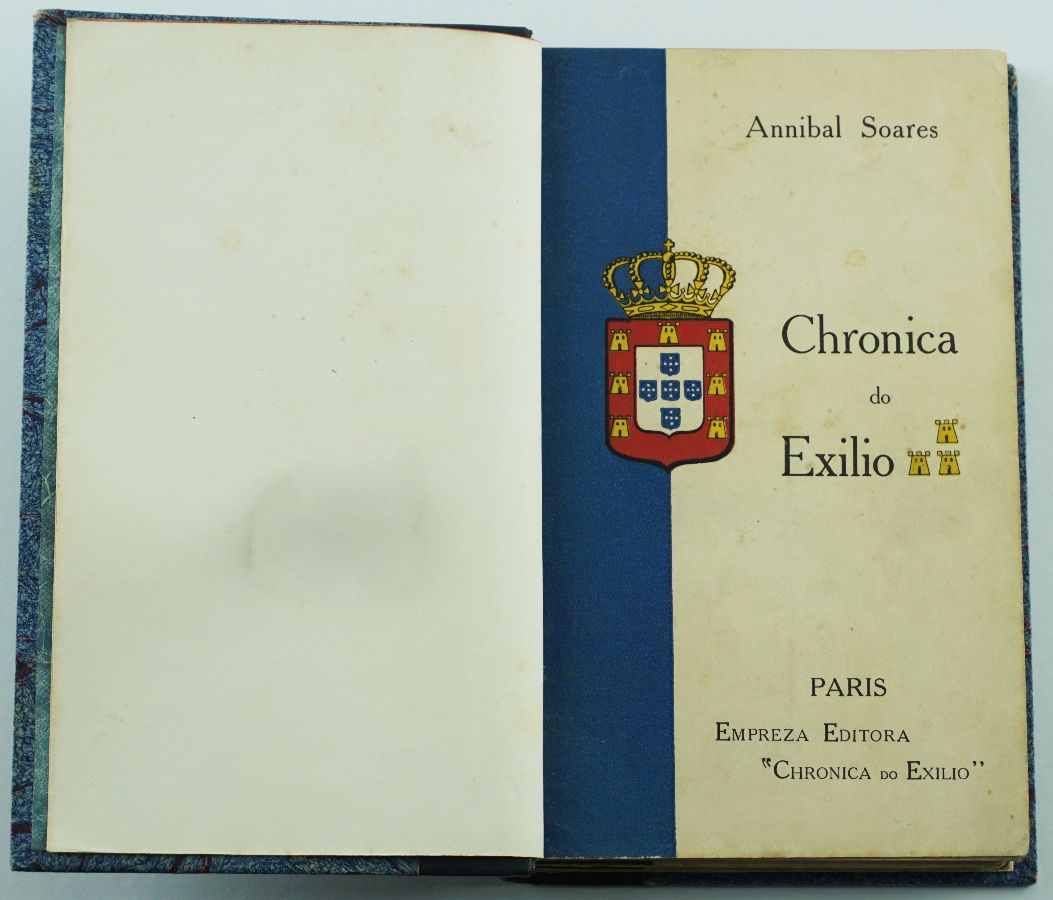 Annibal Soares
Chronica
do
Exilio
PARIS
EMPREZA EDITORA
"CHRONICA DO EXILIO"